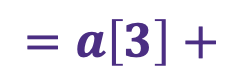 = a[3] +